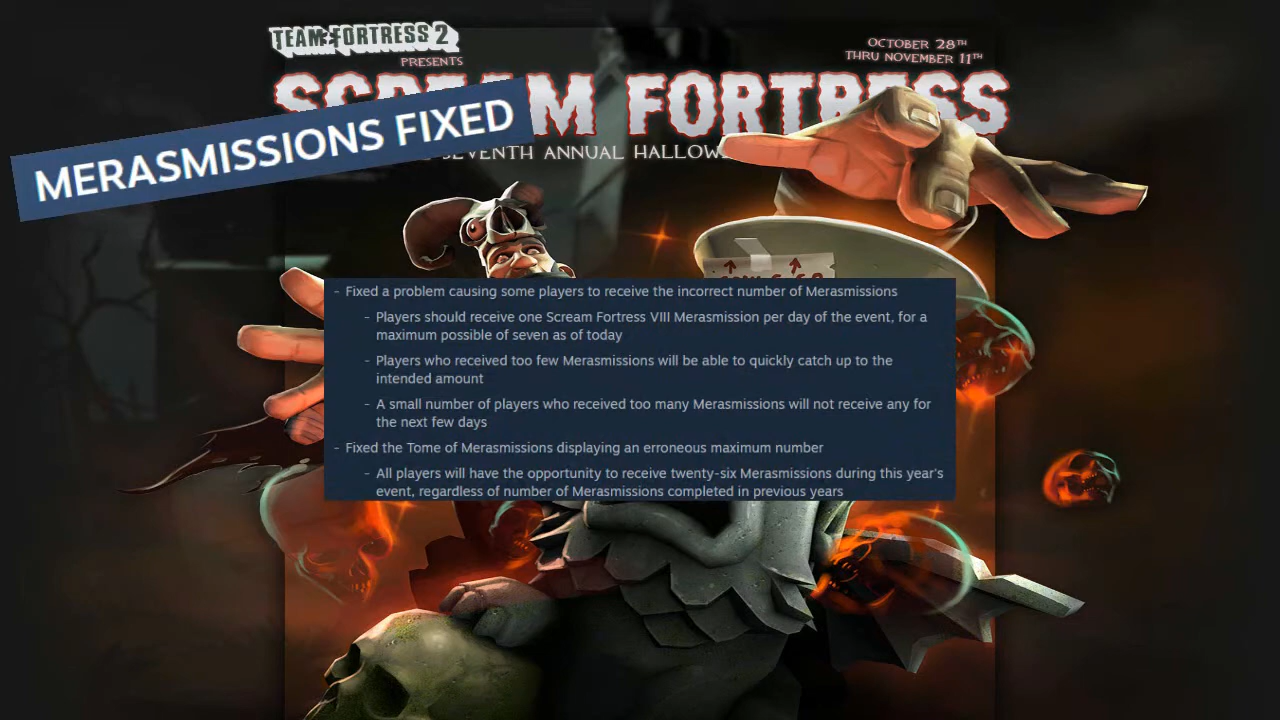 TEAM FORTRESS 2
PRESENTS
OCTOBER 28TH
THRU NOVEMBER 11TH
FORTRESS
MERASMISSIONS FIXED
SEVENTH ANNUAL
- Fixed a problem causing some players to receive the incorrect number of Merasmissions
- Players should receive one Scream Fortress VIII Merasmission per day of the event, for a
maximum possible of seven as of today
- Players who received too few Merasmissions will be able to quickly catch up to the
intended amount
- A small number of players who received too many Merasmissions will not receive any for
the next few days
- Fixed the Tome of Merasmissions displaying an erroneous maximum number
- All players will have the opportunity to receive twenty-six Merasmissions during this year's
event, regardless of number of Merasmissions completed in previous years